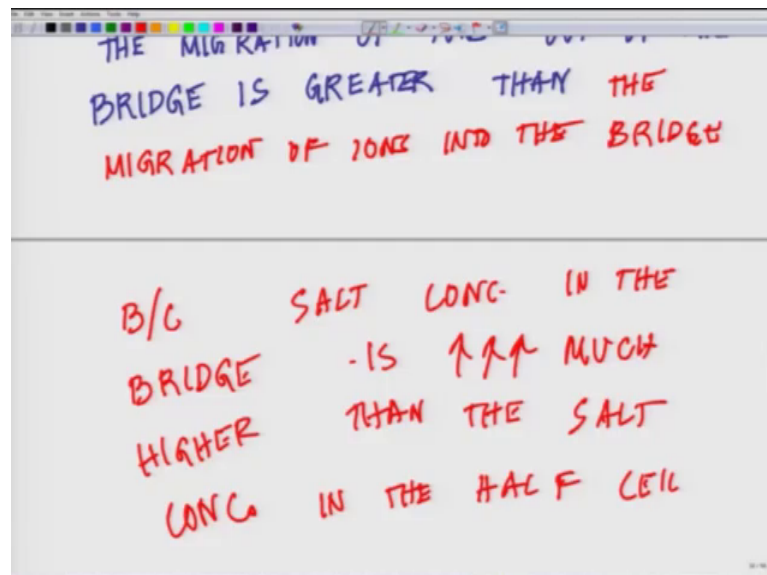 THE MIGRATION
BRIDGE IS GREATER THAN THE
MIGRATION OF IONS INTO THE BRIDGE
B/C SALT CONC. IN THE
BRIDGE IS ↑↑↑ MUCH
HIGHER THAN THE SALT
CONC. IN THE HALF CELL